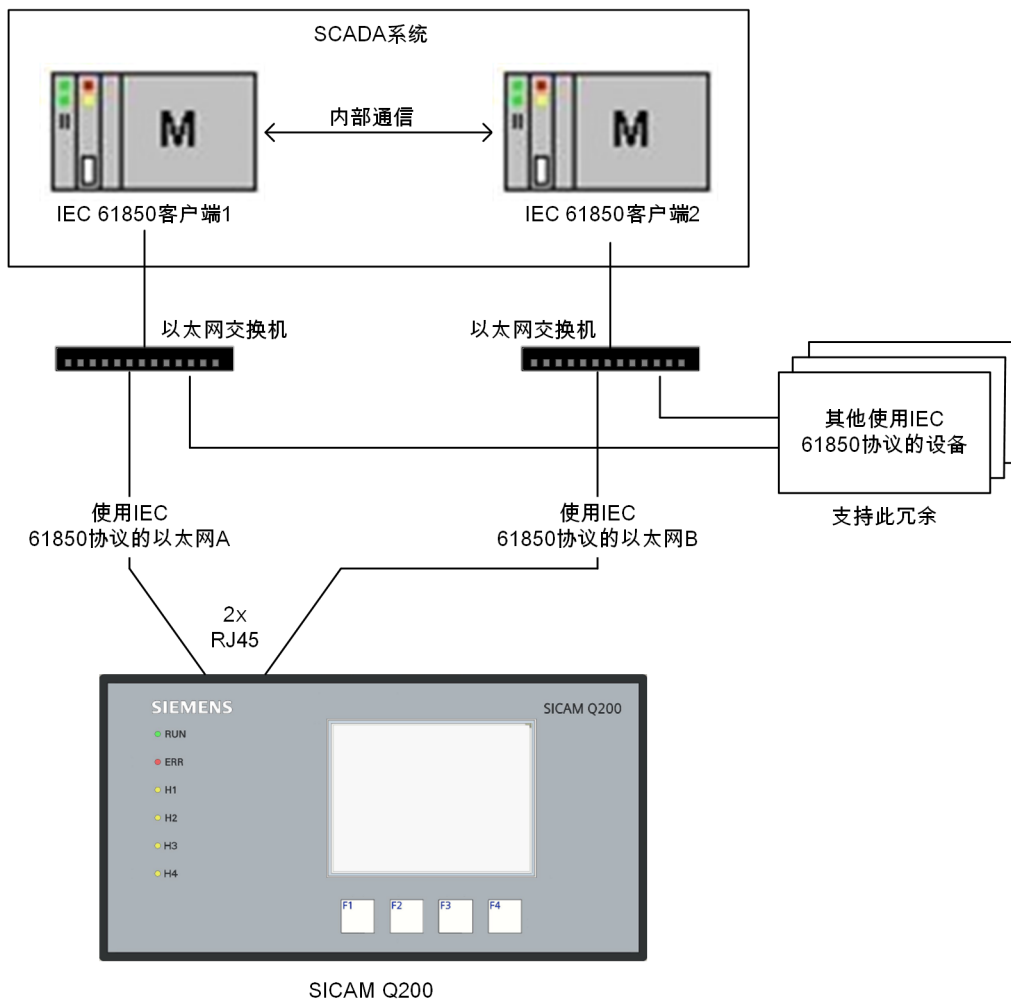 SCADA系统
M
M
内部通信
IEC 61850客户端1
IEC 61850客户端2
以太网交换机
以太网交换机
其他使用IEC
61850协议的设备
支持此冗余
使用IEC
61850协议的以太网A
使用IEC
61850协议的以太网B
2x
RJ45
SIEMENS
SICAM Q200
RUN
ERR
H1
H2
H3
H4
F1
F2
F3
F4
SICAM Q200